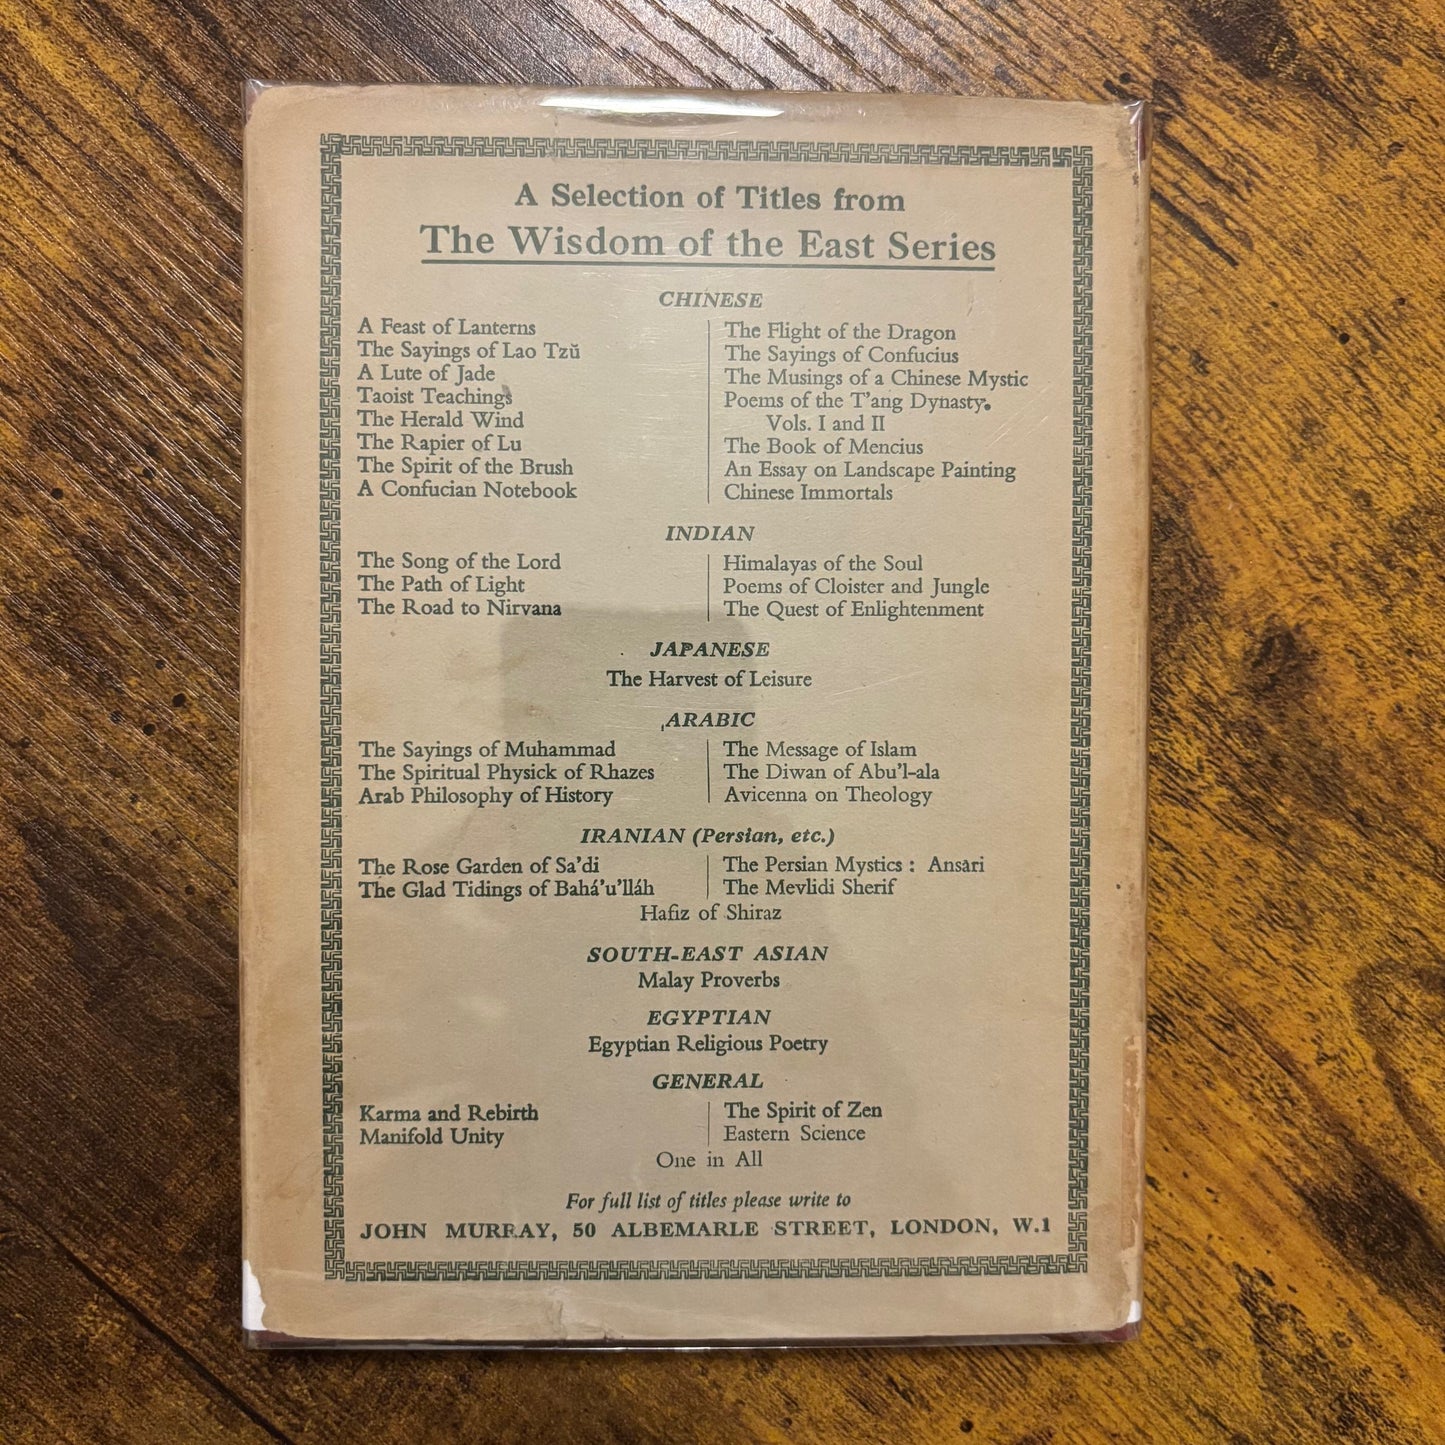 A Selection of Titles from
The Wisdom of the East Series
CHINESE
A Feast of Lanterns
The Sayings of Lao Tzŭ
A Lute of Jade
Taoist Teachings
The Herald Wind
The Rapier of Lu
The Spirit of the Brush
A Confucian Notebook
The Flight of the Dragon
The Sayings of Confucius
The Musings of a Chinese Mystic
Poems of the T'ang Dysasty.
Vols. I and II
The Book of Mencius
An Essay on Landscape Painting
Chinese Immortals
INDIAN
The Song of the Lord
The Path of Light
The Road to Nirvana
Himalayas of the Soul
Poems of Cloister and Jungle
The Quest of Enlightenment
JAPANESE
The Harvest of Leisure
ARABIC
The Sayings of Muhammad
The Spiritual Physick of Rhazes
Arab Philosophy of History
The Message of Islam
The Diwan of Abu'l-ala
Avicenna on Theology
IRANIAN (Persian, etc.)
The Rose Garden of Sa'di
The Glad Tidings of Bahá'u'lláh
The Persian Mystics : Ansāri
The Mevlidi Sherif
Hafiz of Shiraz
SOUTH-EAST ASIAN
Malay Proverbs
EGYPTIAN
Egyptian Religious Poetry
GENERAL
Karma and Rebirth
Manifold Unity
The Spirit of Zen
Eastern Science
One in All
For full list of titles please write to
JOHN MURRAY, 50 ALBEMARLE STREET, LONDON, W.1